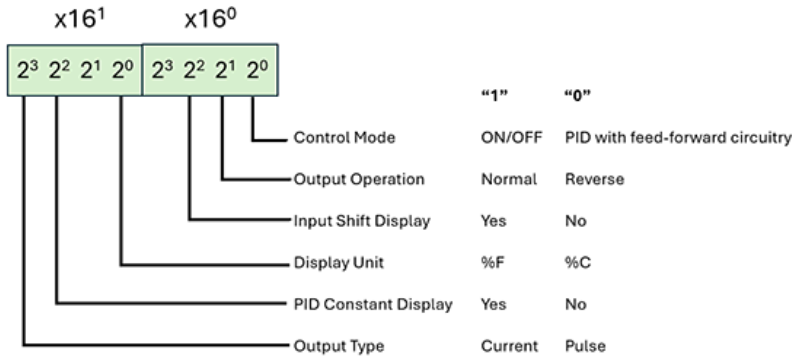 x16¹ x16⁰
2³ 2² 2¹ 2⁰ 2³ 2² 2¹ 2⁰
“1” “0”
Control Mode ON/OFF PID with feed-forward circuitry
Output Operation Normal Reverse
Input Shift Display Yes No
Display Unit %F %C
PID Constant Display Yes No
Output Type Current Pulse